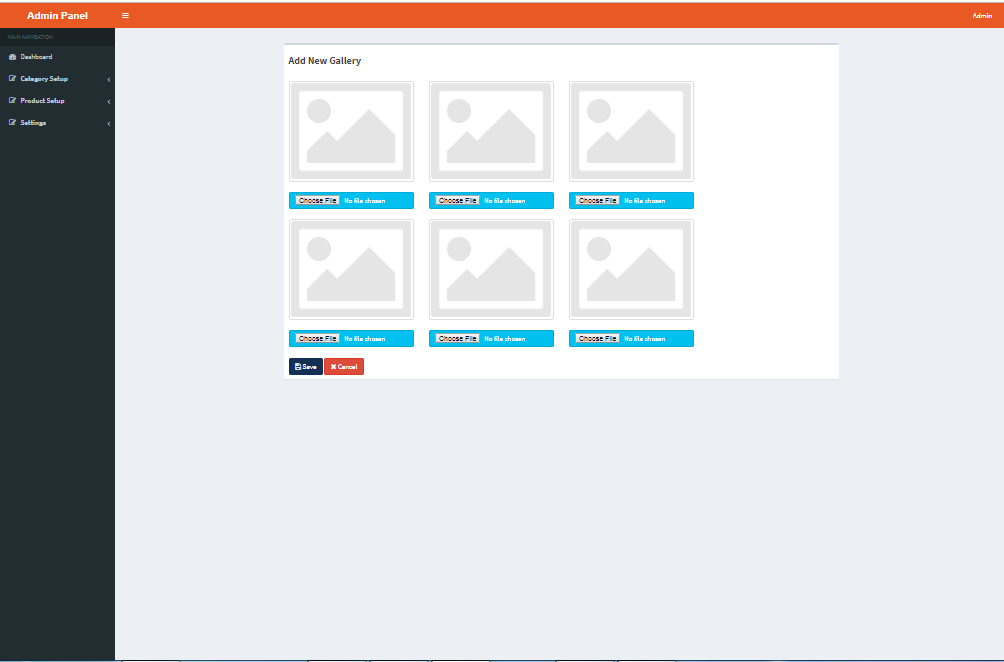 Admin Panel
Admin
MAIN NAVIGATION
Dashboard
Category Setup
Product Setup
Settings
Add New Gallery
Choose File No file chosen
Choose File No file chosen
Choose File No file chosen
Choose File No file chosen
Choose File No file chosen
Choose File No file chosen
Save
Cancel